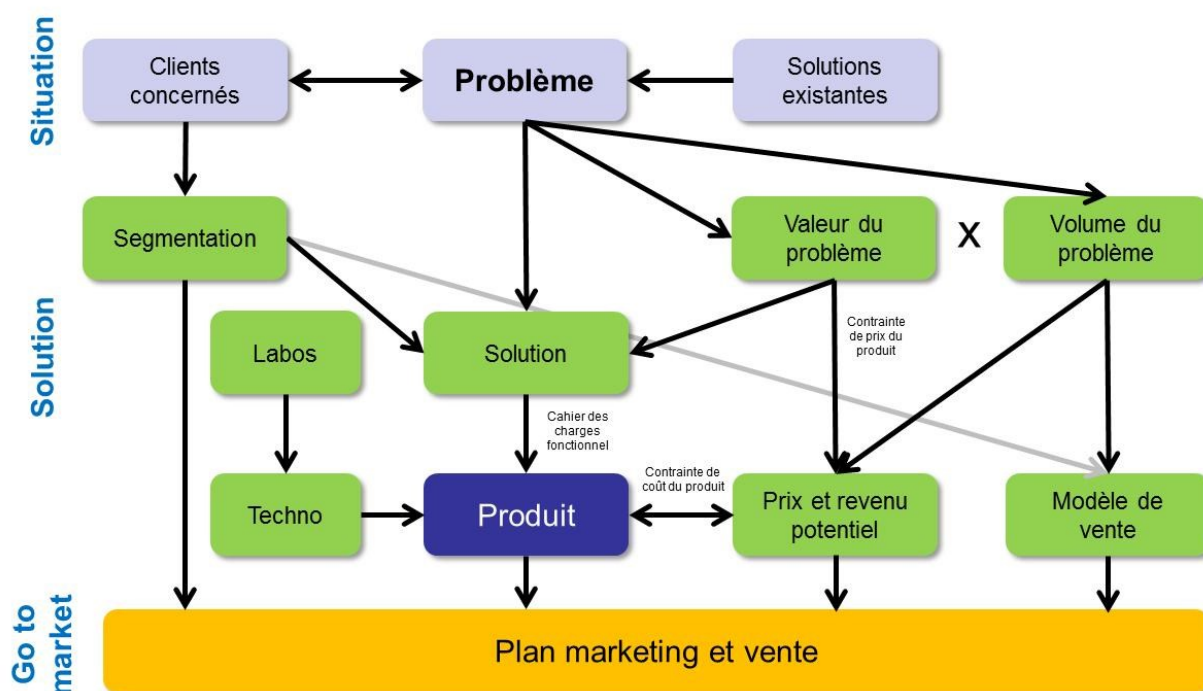 Situation
Clients
concernés
Problème
Solutions
existantes
Segmentation
Valeur du
problème
X
Volume du
problème
Solution
Labos
Solution
Contrainte
de prix du
produit
Cahier des
charges
fonctionnel
Contrainte de
coût du produit
Techno
Produit
Prix et revenu
potentiel
Modèle de
vente
Go to
market
Plan marketing et vente